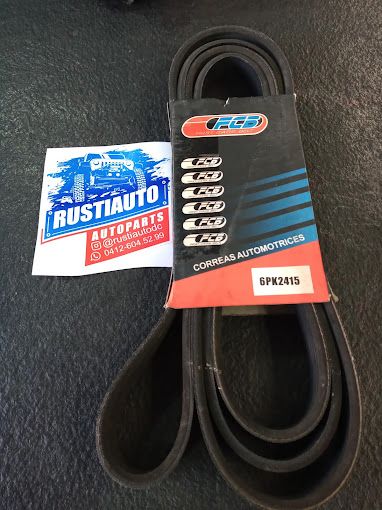 FCB
FCB
FCB
FCB
FCB
FCB
FCB
CORREAS AUTOMOTRICES
6PK2415
RUSTIAUTO
AUTOPARTS
@rustiautodc
0412-604.52.99